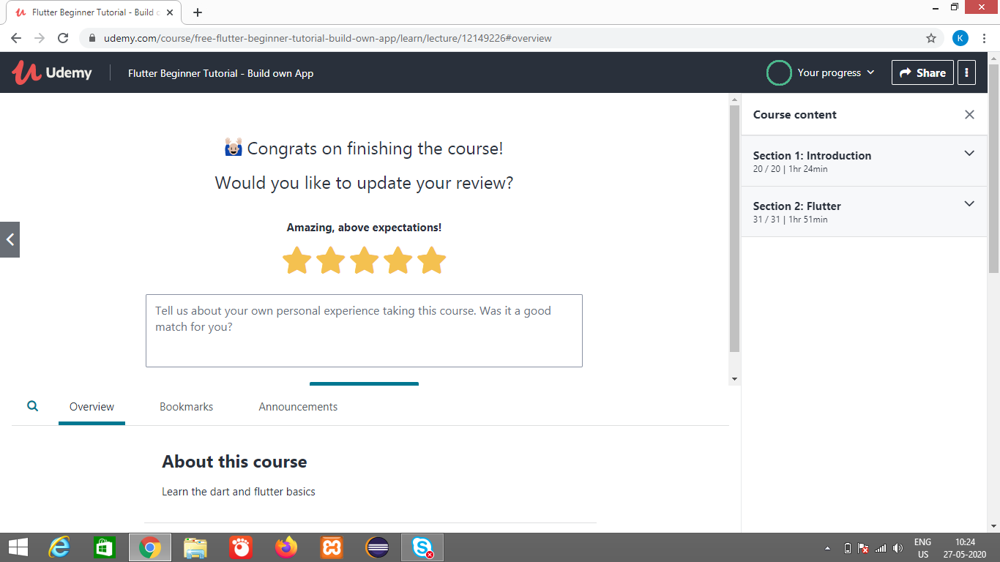 Flutter Beginner Tutorial - Build o
udemy.com/course/free-flutter-beginner-tutorial-build-own-app/learn/lecture/12149226#overview
K
Udemy
Flutter Beginner Tutorial - Build own App
Your progress
Share
Congrats on finishing the course!
Would you like to update your review?
Amazing, above expectations!
Tell us about your own personal experience taking this course. Was it a good
match for you?
Course content
Section 1: Introduction
20 / 20 | 1hr 24min
Section 2: Flutter
31 / 31 | 1hr 51min
Overview
Bookmarks
Announcements
About this course
Learn the dart and flutter basics
ENG
US
10:24
27-05-2020